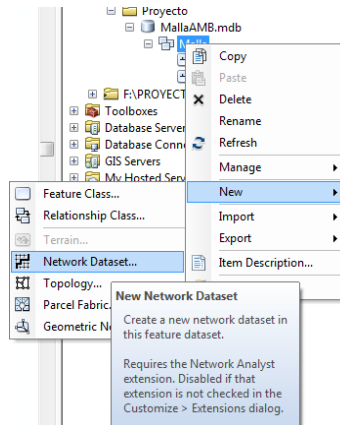 Proyecto
MallaAMB.mdb
Malla
F:\PROYECT
Toolboxes
Database Server
Database Conn
GIS Servers
My Hosted Serv
Copy
Paste
Delete
Rename
Refresh
Manage
New
Import
Export
Item Description...
Feature Class...
Relationship Class...
Terrain...
Network Dataset...
Topology...
Parcel Fabric.
Geometric Ne
New Network Dataset
Create a new network dataset in
this feature dataset.
Requires the Network Analyst
extension. Disabled if that
extension is not checked in the
Customize > Extensions dialog.